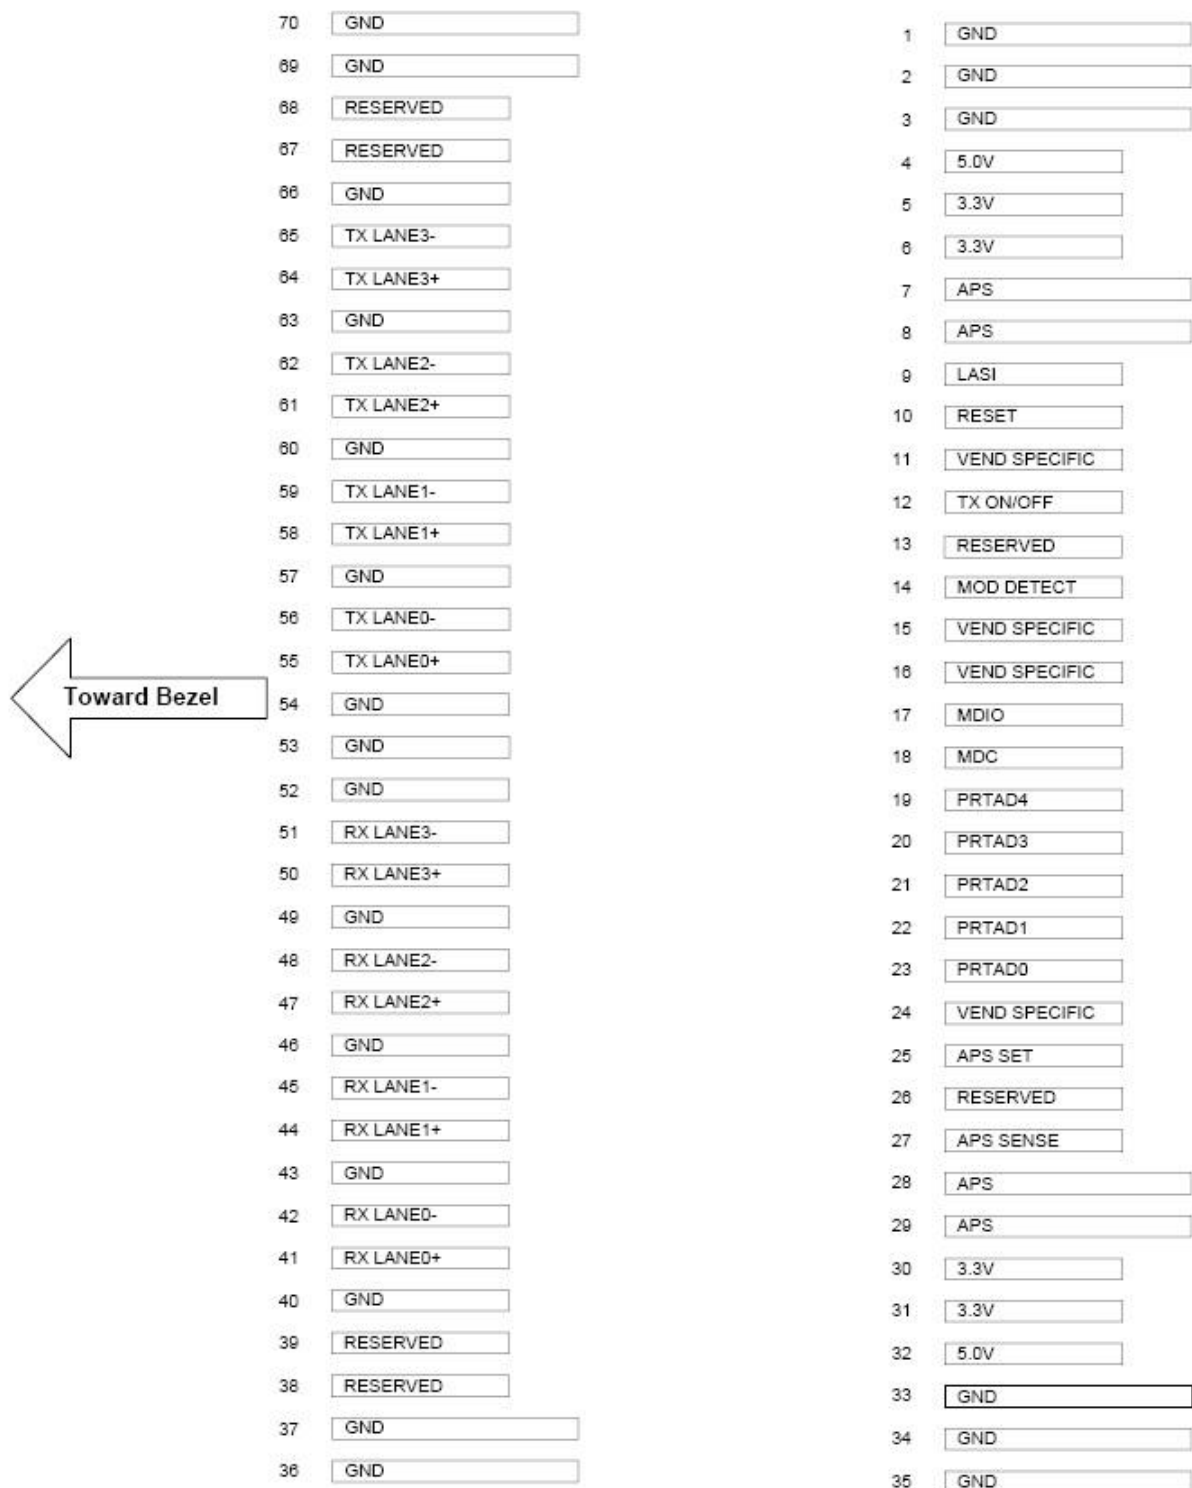 70 GND
69 GND
68 RESERVED
67 RESERVED
66 GND
65 TX LANE3-
64 TX LANE3+
63 GND
62 TX LANE2-
61 TX LANE2+
60 GND
59 TX LANE1-
58 TX LANE1+
57 GND
56 TX LANE0-
55 TX LANE0+
Toward Bezel
54 GND
53 GND
52 GND
51 RX LANE3-
50 RX LANE3+
49 GND
48 RX LANE2-
47 RX LANE2+
46 GND
45 RX LANE1-
44 RX LANE1+
43 GND
42 RX LANE0-
41 RX LANE0+
40 GND
39 RESERVED
38 RESERVED
37 GND
36 GND
1 GND
2 GND
3 GND
4 5.0V
5 3.3V
6 3.3V
7 APS
8 APS
9 LASI
10 RESET
11 VEND SPECIFIC
12 TX ON/OFF
13 RESERVED
14 MOD DETECT
15 VEND SPECIFIC
16 VEND SPECIFIC
17 MDIO
18 MDC
19 PRTAD4
20 PRTAD3
21 PRTAD2
22 PRTAD1
23 PRTAD0
24 VEND SPECIFIC
25 APS SET
26 RESERVED
27 APS SENSE
28 APS
29 APS
30 3.3V
31 3.3V
32 5.0V
33 GND
34 GND
35 GND